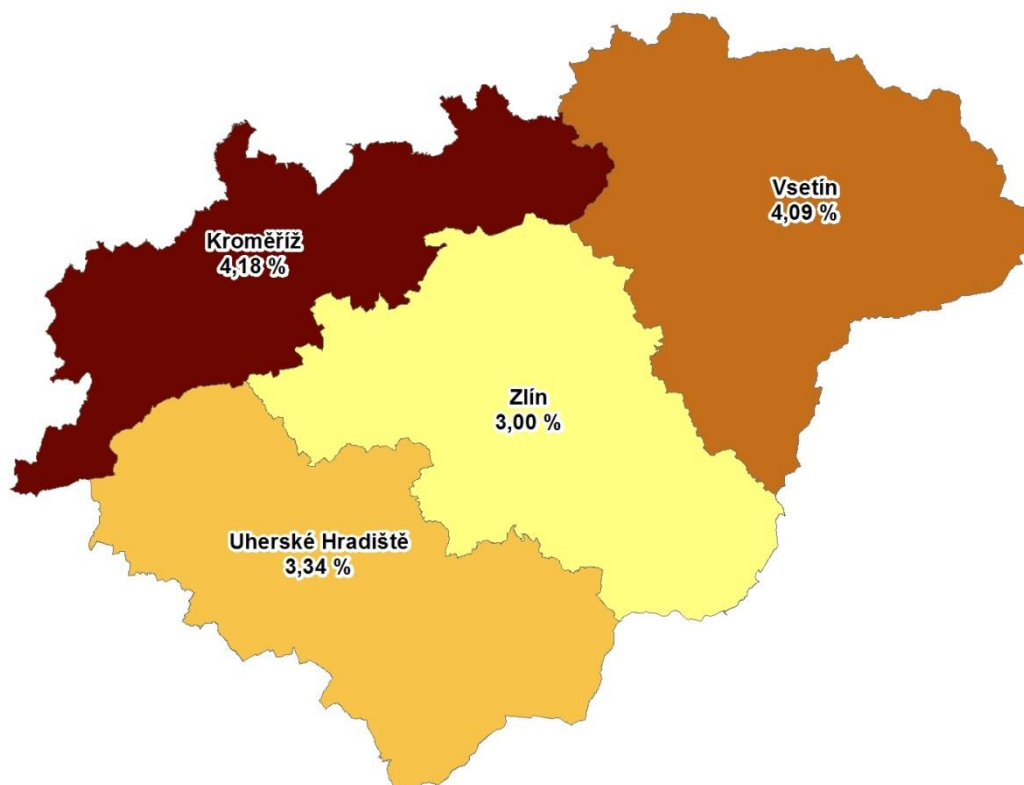 Vsetín
4,09 %
Kroměříž
4,18 %
Zlín
3,00 %
Uherské Hradiště
3,34 %